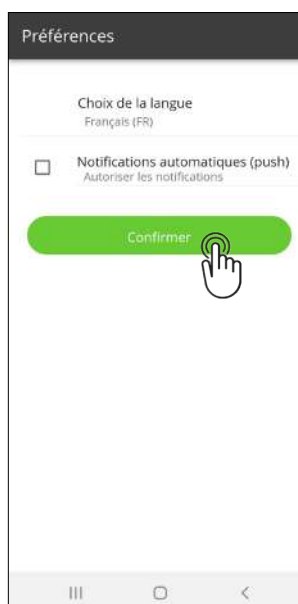 Préférences
Choix de la langue
Français (FR)
Notifications automatiques (push)
Autoriser les notifications
Confirmer